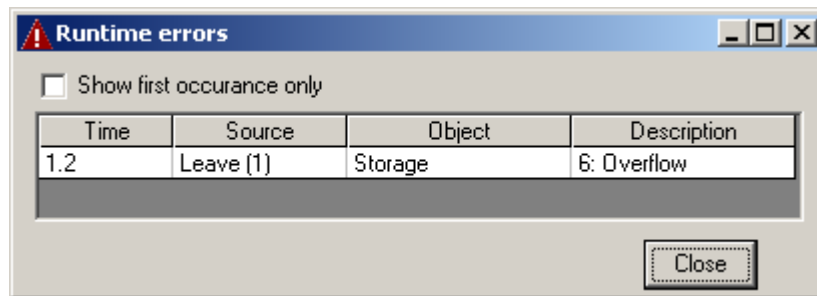 Runtime errors
Show first occurance only
Time Source Object Description
1.2 Leave (1) Storage 6: Overflow
Close